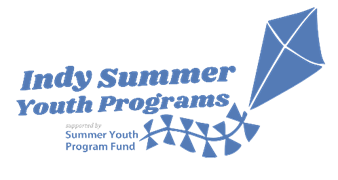 Indy Summer
Youth Programs
supported by
Summer Youth
Program Fund